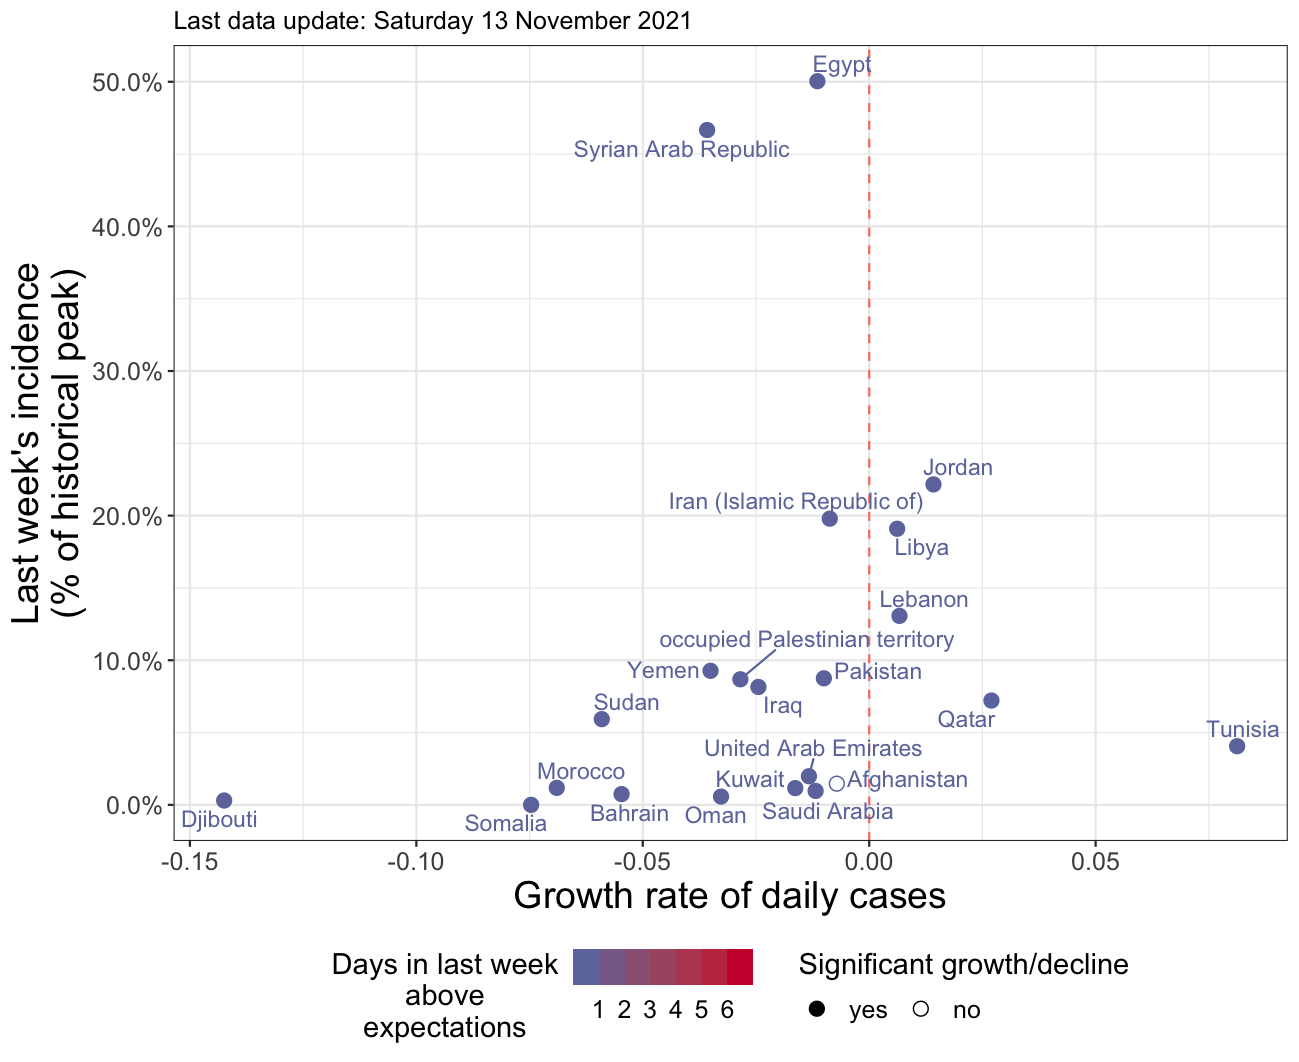 Last data update: Saturday 13 November 2021
Last week's incidence
(% of historical peak)
50.0%
40.0%
30.0%
20.0%
10.0%
0.0%
Egypt
Syrian Arab Republic
Jordan
Iran (Islamic Republic of)
Libya
Lebanon
occupied Palestinian territory
Yemen
Pakistan
Iraq
Sudan
Qatar
Tunisia
United Arab Emirates
Morocco
Kuwait
Afghanistan
Djibouti
Somalia
Bahrain
Oman
Saudi Arabia
-0.15
-0.10
-0.05
0.00
0.05
Growth rate of daily cases
Days in last week
above
expectations
1 2 3 4 5 6
Significant growth/decline
yes
no